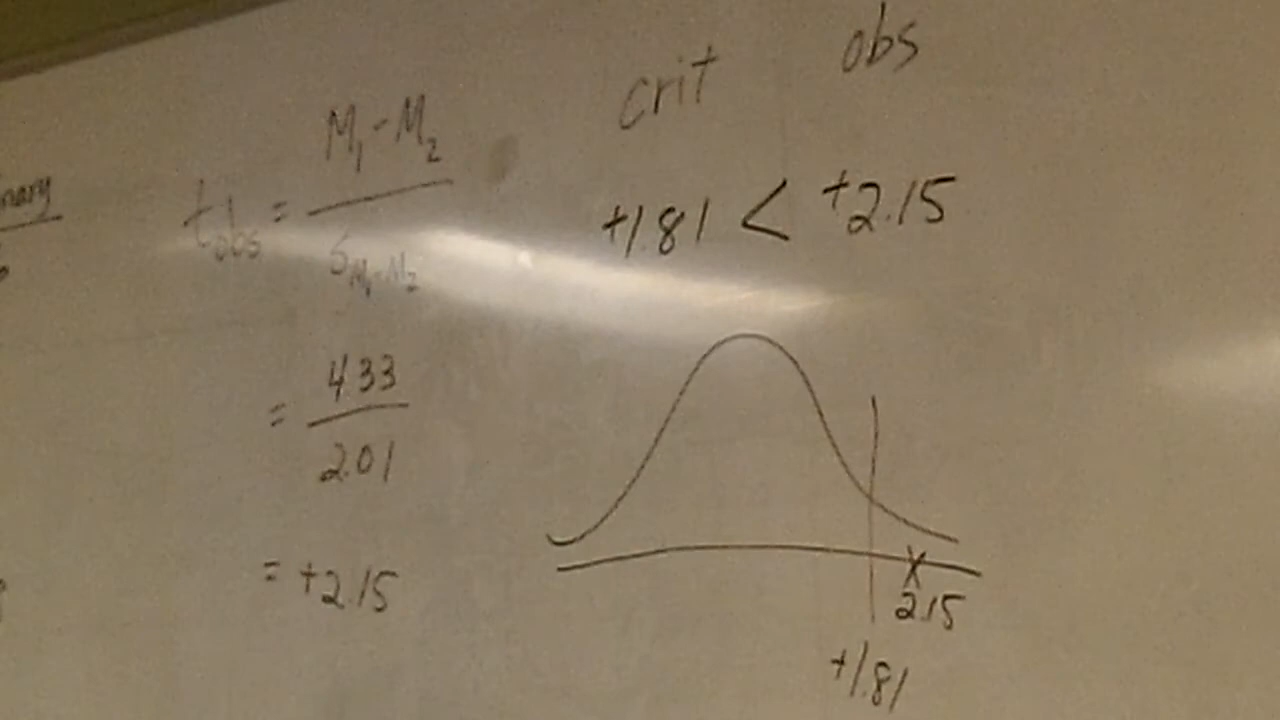 crit obs
M₁-M₂
t_obs = S_M₁-M₂
+1.81 < +2.15
= 4.33
2.01
= +2.15
2.15
+1.81